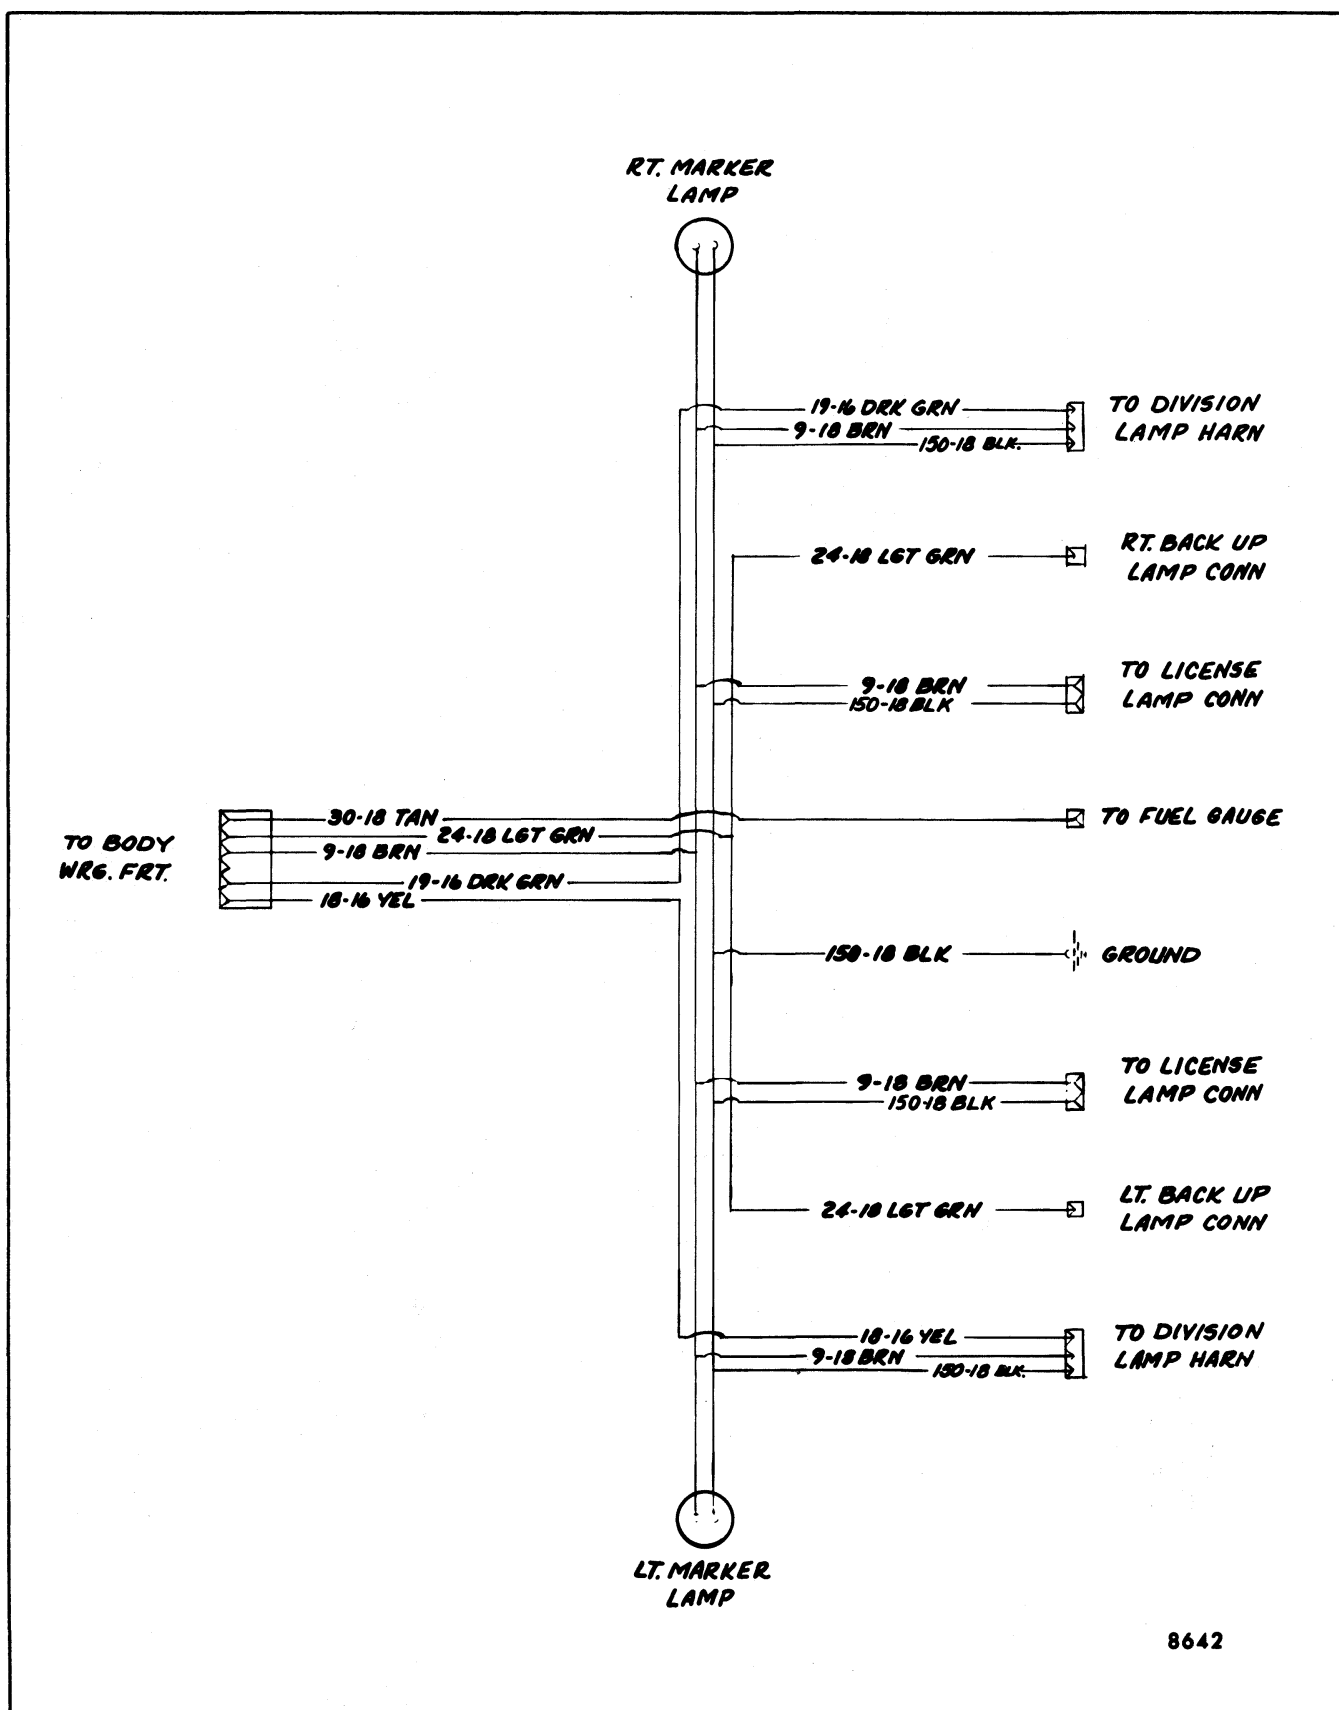 RT. MARKER
LAMP
19-16 DRK GRN
9-18 BRN
150-18 BLK.
TO DIVISION
LAMP HARN
24-18 LGT GRN
RT. BACK UP
LAMP CONN
9-18 BRN
150-18 BLK
TO LICENSE
LAMP CONN
TO BODY
WRG. FRT.
30-18 TAN
24-18 LGT GRN
9-18 BRN
19-16 DRK GRN
18-16 YEL
TO FUEL GAUGE
150-18 BLK
GROUND
9-18 BRN
150-18 BLK
TO LICENSE
LAMP CONN
24-18 LGT GRN
LT. BACK UP
LAMP CONN
18-16 YEL
9-18 BRN
150-18 BLK.
TO DIVISION
LAMP HARN
LT. MARKER
LAMP
8642